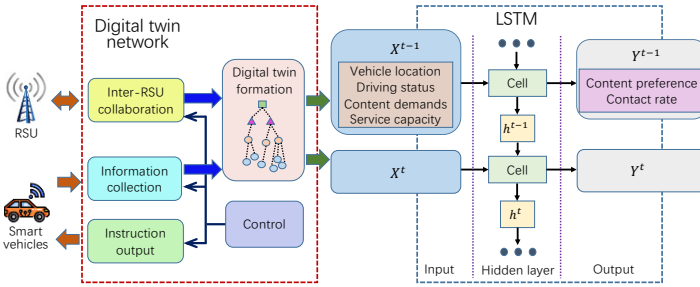 Digital twin
network
LSTM
RSU
Inter-RSU
collaboration
Information
collection
Instruction
output
Smart
vehicles
Digital twin
formation
Control
X^{t-1}
Vehicle location
Driving status
Content demands
Service capacity
X^t
Cell
h^{t-1}
Cell
h^t
Y^{t-1}
Content preference
Contact rate
Y^t
Input
Hidden layer
Output